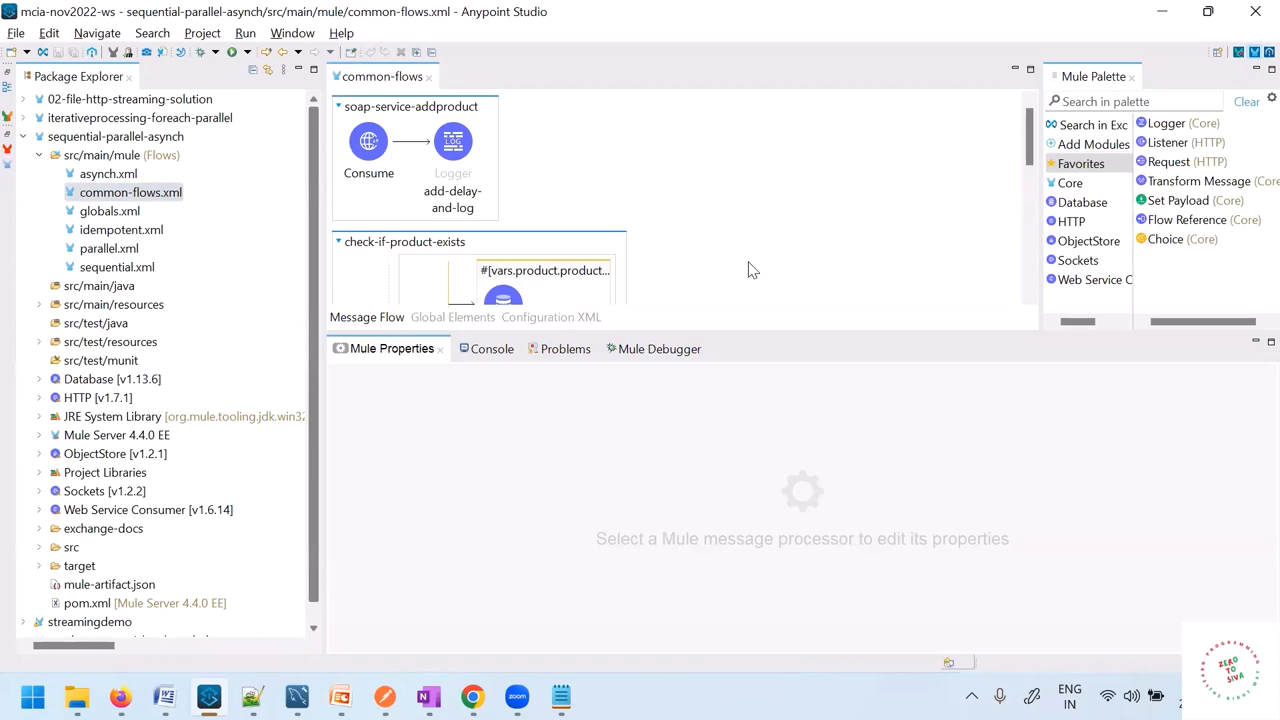 mcia-nov2022-ws - sequential-parallel-asynch/src/main/mule/common-flows.xml - Anypoint Studio
File Edit Navigate Search Project Run Window Help
Package Explorer
02-file-http-streaming-solution
iterativeprocessing-foreach-parallel
sequential-parallel-asynch
src/main/mule (Flows)
asynch.xml
common-flows.xml
globals.xml
idempotent.xml
parallel.xml
sequential.xml
src/main/java
src/main/resources
src/test/java
src/test/resources
src/test/munit
Database [v1.13.6]
HTTP [v1.7.1]
JRE System Library [org.mule.tooling.jdk.win32
Mule Server 4.4.0 EE
ObjectStore [v1.2.1]
Project Libraries
Sockets [v1.2.2]
Web Service Consumer [v1.6.14]
exchange-docs
src
target
mule-artifact.json
pom.xml [Mule Server 4.4.0 EE]
streamingdemo
common-flows
soap-service-addproduct
LOG
Consume
Logger
add-delay-
and-log
check-if-product-exists
#[vars.product.product...
Message Flow Global Elements Configuration XML
Mule Palette
Search in palette
Clear
Search in Exc
Add Modules
Favorites
Core
Database
HTTP
ObjectStore
Sockets
Web Service C
Logger (Core)
Listener (HTTP)
Request (HTTP)
Transform Message (Core)
Set Payload (Core)
Flow Reference (Core)
Choice (Core)
Mule Properties Console Problems Mule Debugger
Select a Mule message processor to edit its properties
ENG
IN
PROGRAMMING
ZERO
TO
SIVA